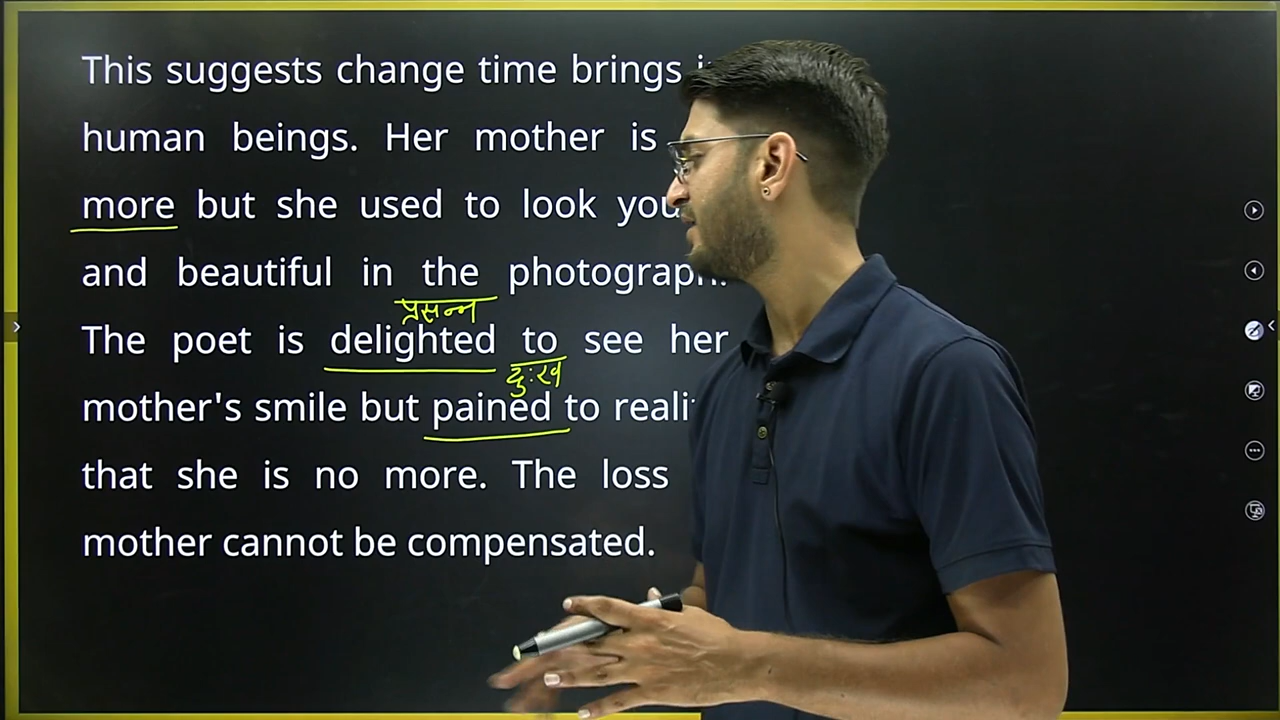 This suggests change time brings
human beings. Her mother is
more but she used to look
and beautiful in the photograph.
प्रसन्न
The poet is delighted to see her
दुःख
mother's smile but pained to
that she is no more. The loss
mother cannot be compensated.